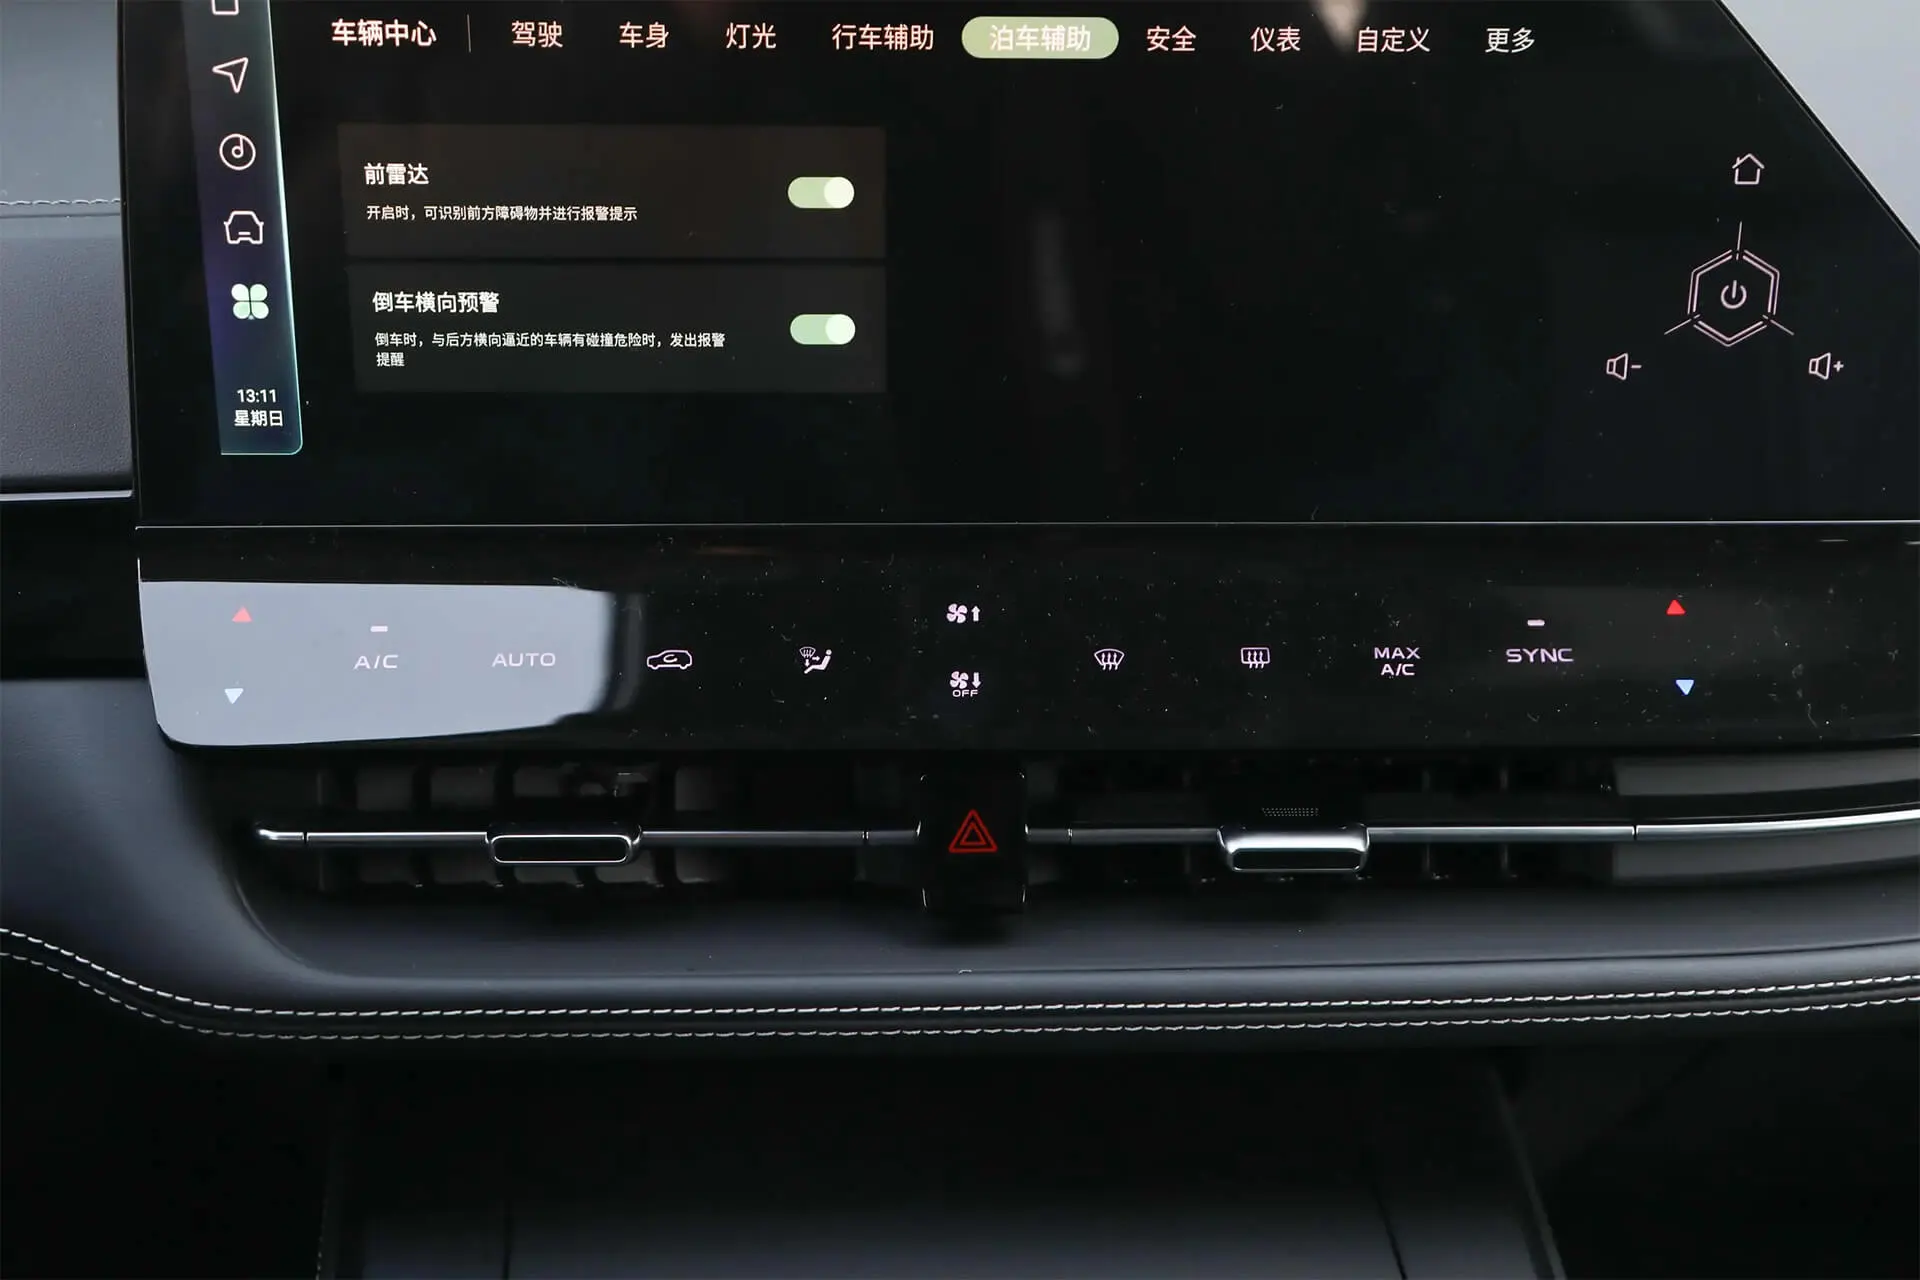 车辆中心 驾驶 车身 灯光 行车辅助 泊车辅助 安全 仪表 自定义 更多
前雷达
开启时，可识别前方障碍物并进行报警提示
倒车横向预警
倒车时，与后方横向逼近的车辆有碰撞危险时，发出报警
提醒
13:11
星期日
A/C
AUTO
OFF
MAX
A/C
SYNC